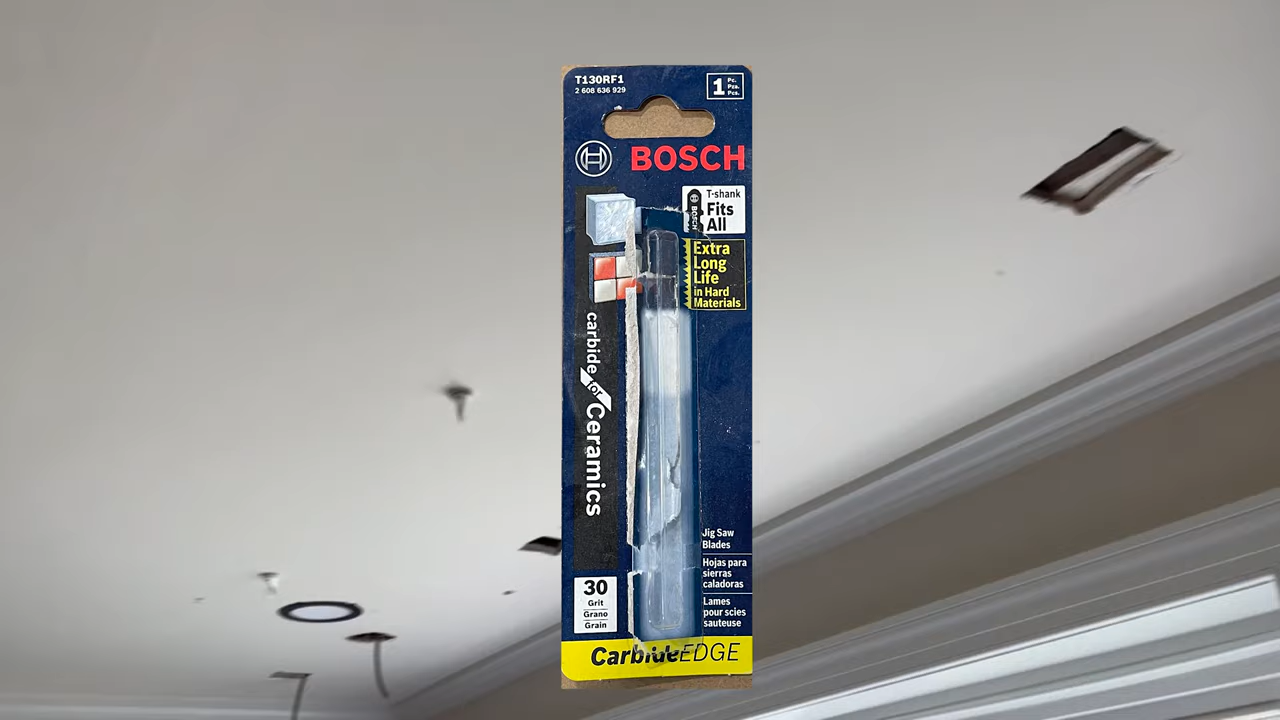 T130RF1
2 608 636 929
1 Pc.
Pza.
Pcs.
BOSCH
T-shank
Fits
All
BOSCH
Extra
Long
Life
in Hard
Materials
carbide for Ceramics
Jig Saw
Blades
Hojas para
sierras
caladoras
Lames
pour scies
sauteuse
30
Grit
Grano
Grain
CarbideEDGE